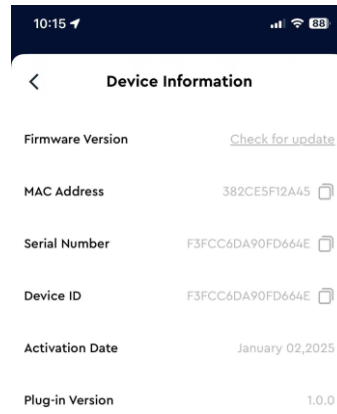 10:15 88
Device Information
Firmware Version Check for update
MAC Address 382CE5F12A45
Serial Number F3FCC6DA90FD664E
Device ID F3FCC6DA90FD664E
Activation Date January 02,2025
Plug-in Version 1.0.0